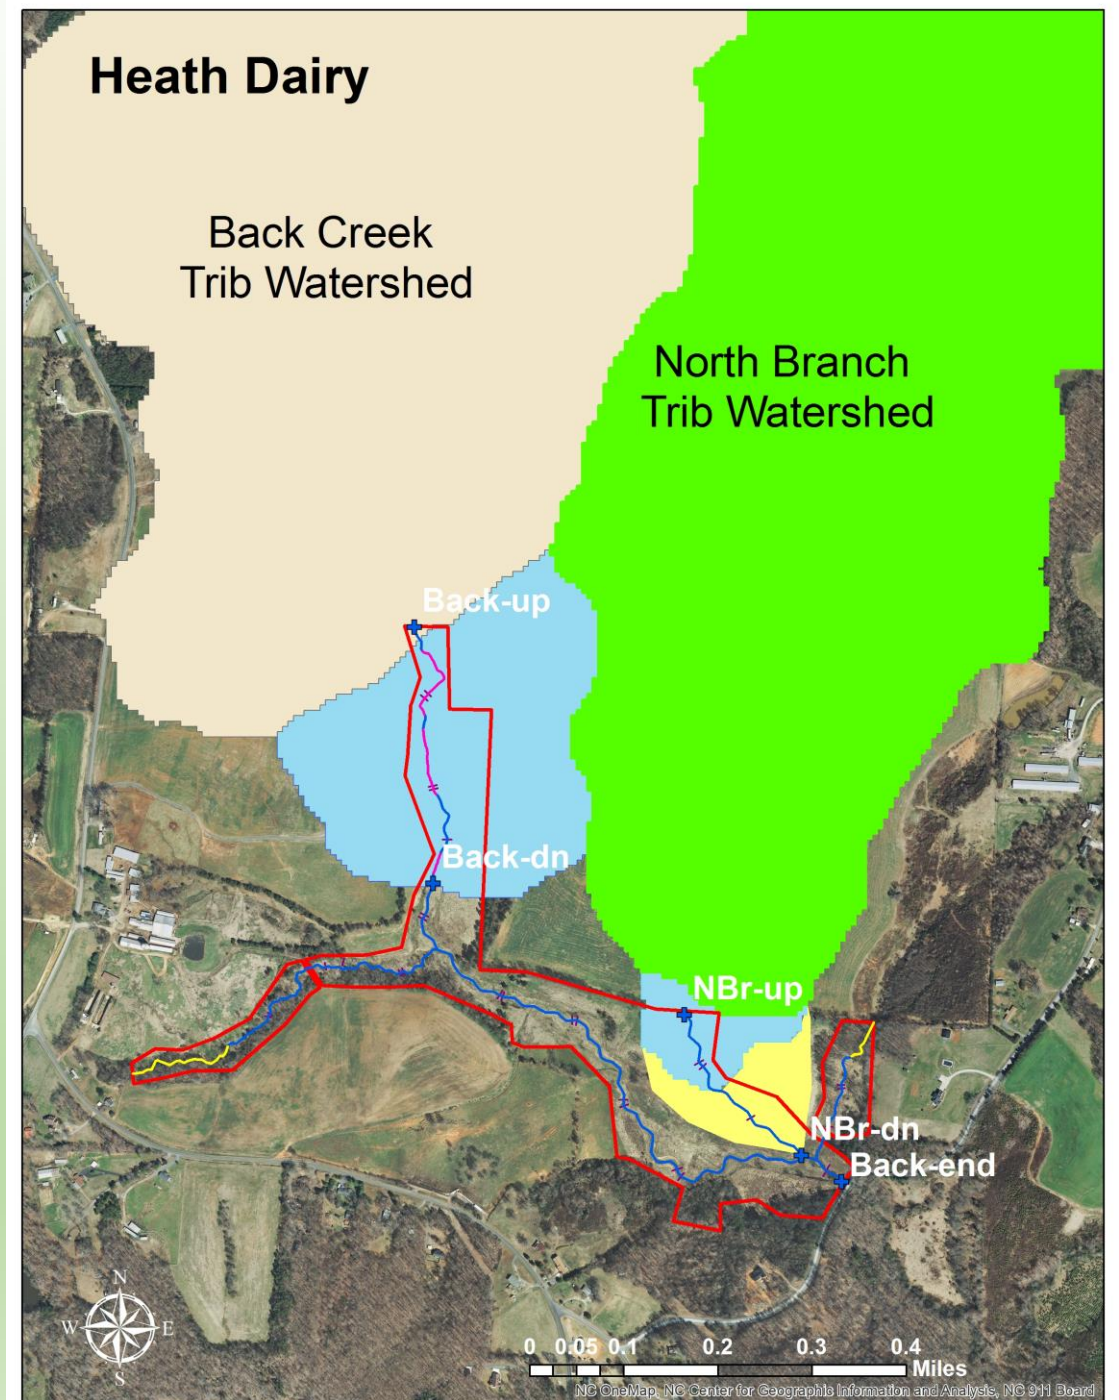 Heath Dairy
Back Creek
Trib Watershed
North Branch
Trib Watershed
Back-up
Back-dn
NBr-up
NBr-dn
Back-end
N
W E
S
0 0.05 0.1 0.2 0.3 0.4
Miles
NC OneMap, NC Center for Geographic Information and Analysis, NC 911 Board